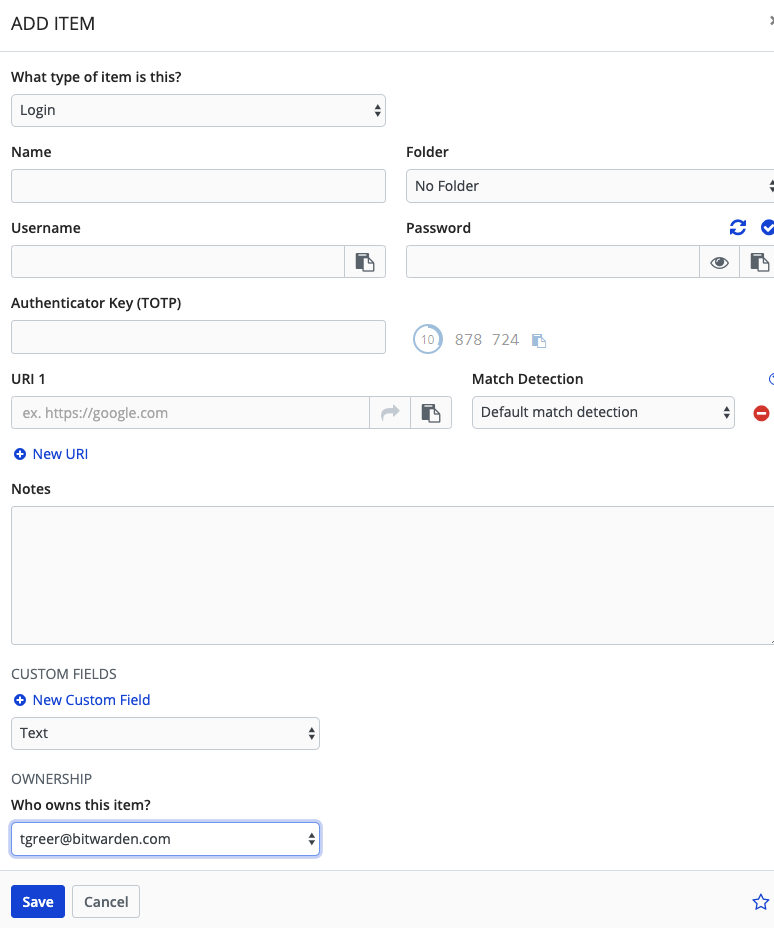 ADD ITEM
What type of item is this?
Login
Name
Folder
No Folder
Username
Password
Authenticator Key (TOTP)
10 878 724
URI 1
Match Detection
ex. https://google.com
Default match detection
New URI
Notes
CUSTOM FIELDS
New Custom Field
Text
OWNERSHIP
Who owns this item?
tgreer@bitwarden.com
Save
Cancel